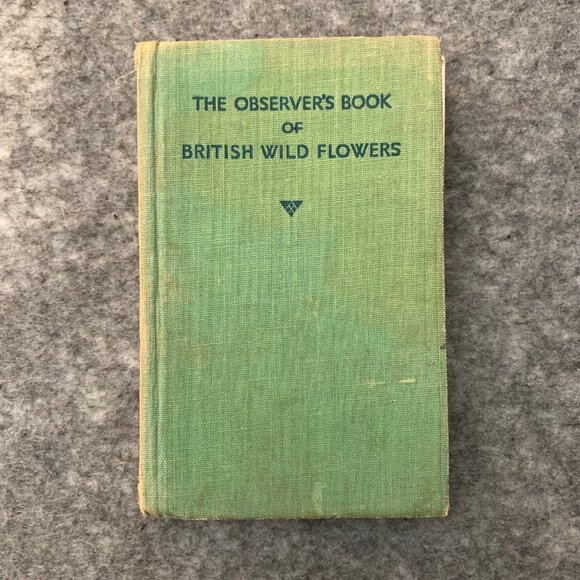 THE OBSERVER'S BOOK
OF
BRITISH WILD FLOWERS